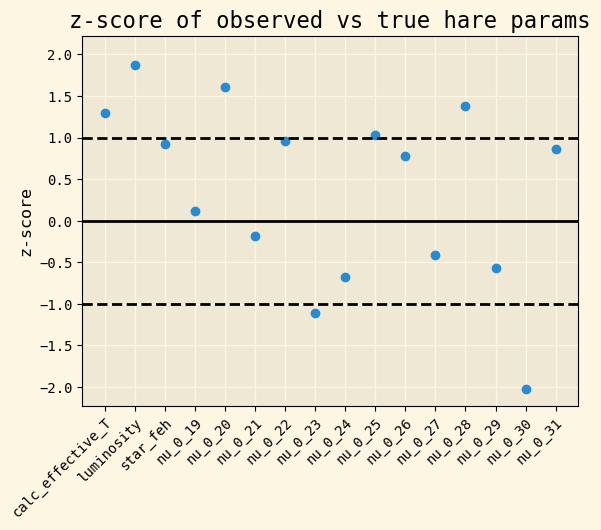 z-score of observed vs true hare params
z-score
2.0
1.5
1.0
0.5
0.0
−0.5
−1.0
−1.5
−2.0
calc_effective_T
luminosity
star_feh
nu_0_19
nu_0_20
nu_0_21
nu_0_22
nu_0_23
nu_0_24
nu_0_25
nu_0_26
nu_0_27
nu_0_28
nu_0_29
nu_0_30
nu_0_31